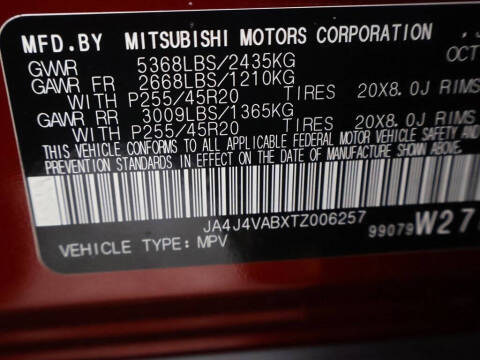 MFD.BY MITSUBISHI MOTORS CORPORATION
OCT
GVWR 5368LBS/2435KG
GAWR FR 2668LBS/1210KG
WITH P255/45R20 TIRES 20X8.0J RIMS
GAWR RR 3009LBS/1365KG
WITH P255/45R20 TIRES 20X8.0J RIMS
THIS VEHICLE CONFORMS TO ALL APPLICABLE FEDERAL MOTOR VEHICLE SAFETY AND
PREVENTION STANDARDS IN EFFECT ON THE DATE OF MANUFACTURE SHOWN ABOVE.
JA4J4VABXTZ006257
99079 W27
VEHICLE TYPE: MPV